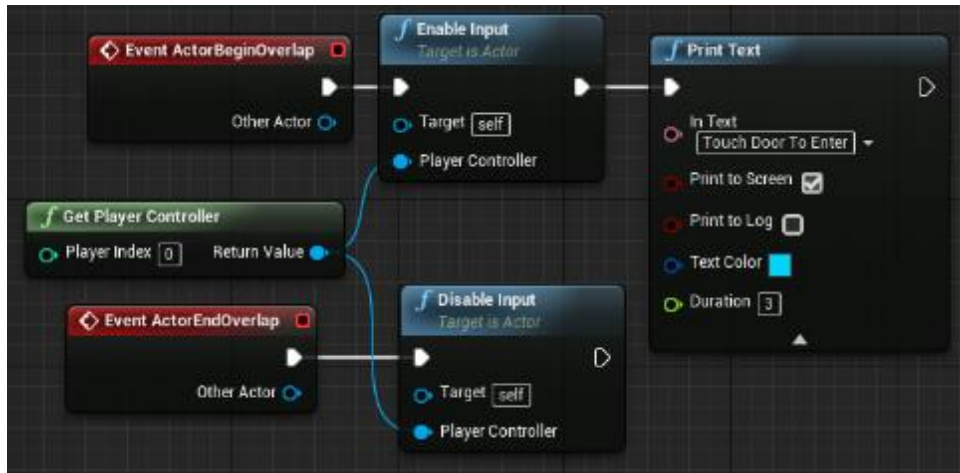 Event ActorBeginOverlap
Other Actor
Enable Input
Target is Actor
Target self
Player Controller
Print Text
In Text
Touch Door To Enter
Print to Screen
Print to Log
Text Color
Duration 3
Get Player Controller
Player Index 0 Return Value
Event ActorEndOverlap
Other Actor
Disable Input
Target is Actor
Target self
Player Controller